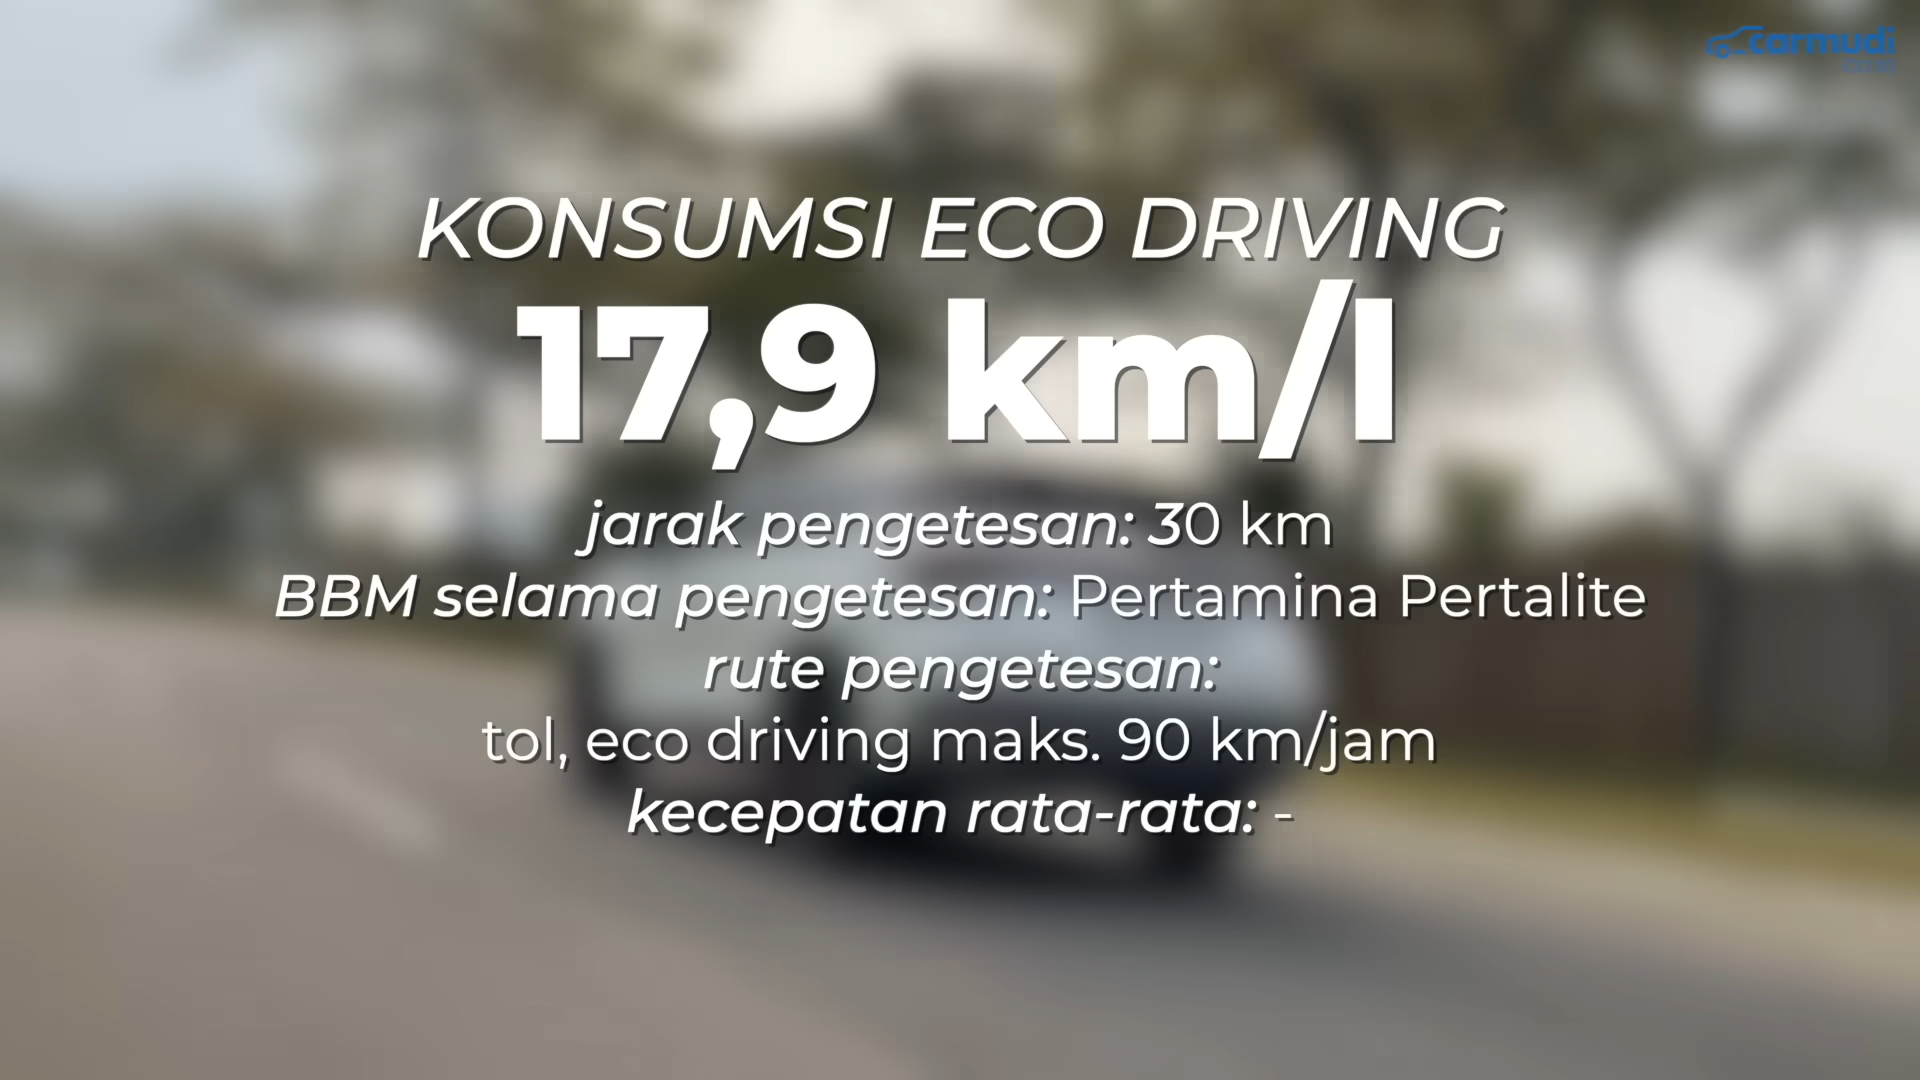 carmudi
KONSUMSI ECO DRIVING
17,9 km/l
jarak pengetesan: 30 km
BBM selama pengetesan: Pertamina Pertalite
rute pengetesan:
tol, eco driving maks. 90 km/jam
kecepatan rata-rata: -